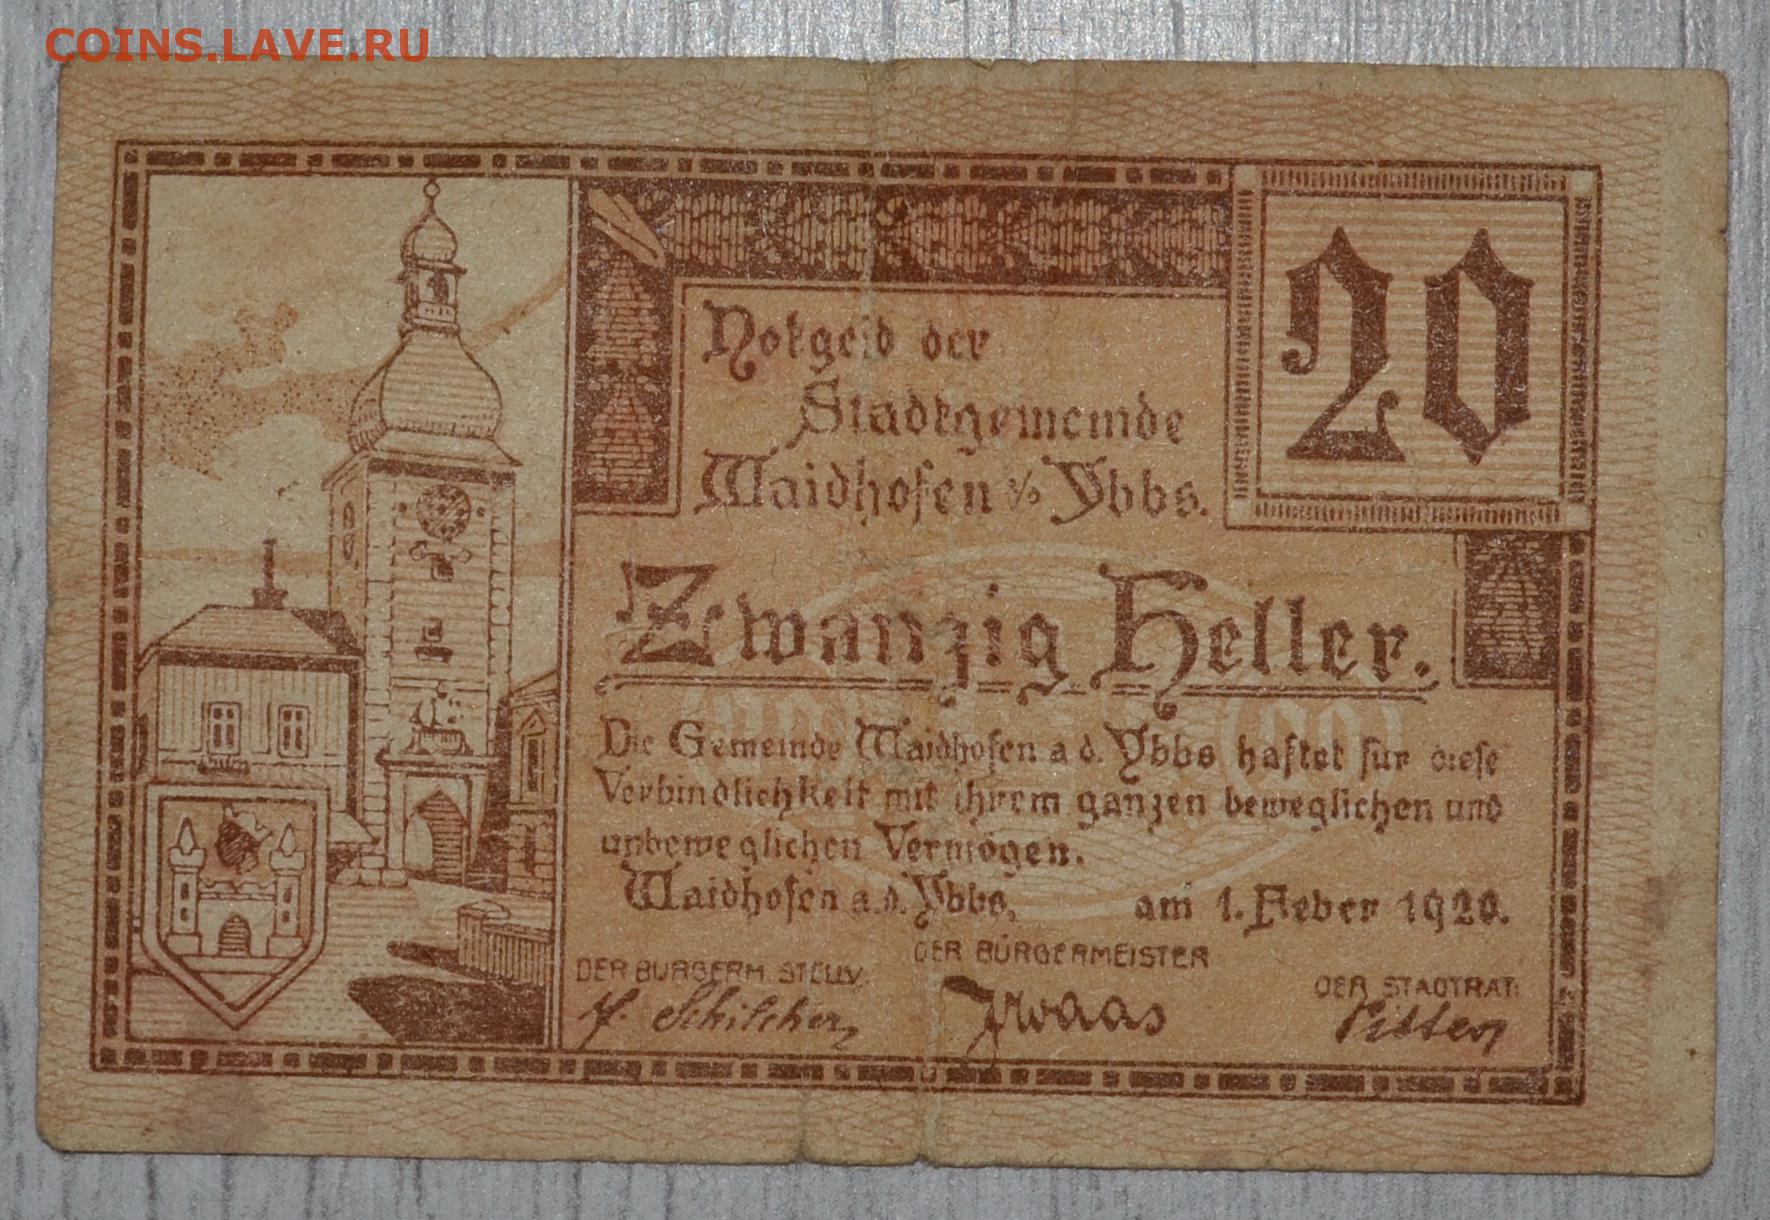 COINS.LAVE.RU
20
Notgeld der
Stadtgemeinde
Waidhofen a/d Ybbs.
Zwanzig Heller.
Die Gemeinde Waidhofen a d. Ybbs haftet für diese
Verbindlichkeit mit ihrem ganzen beweglichen und
unbeweglichen Vermögen.
Waidhofen a.d. Ybbs, am 1. Feber 1920.
DER BÜRGERM. STELLV.
DER BÜRGERMEISTER
DER STADTRAT:
Schilcher
Waas